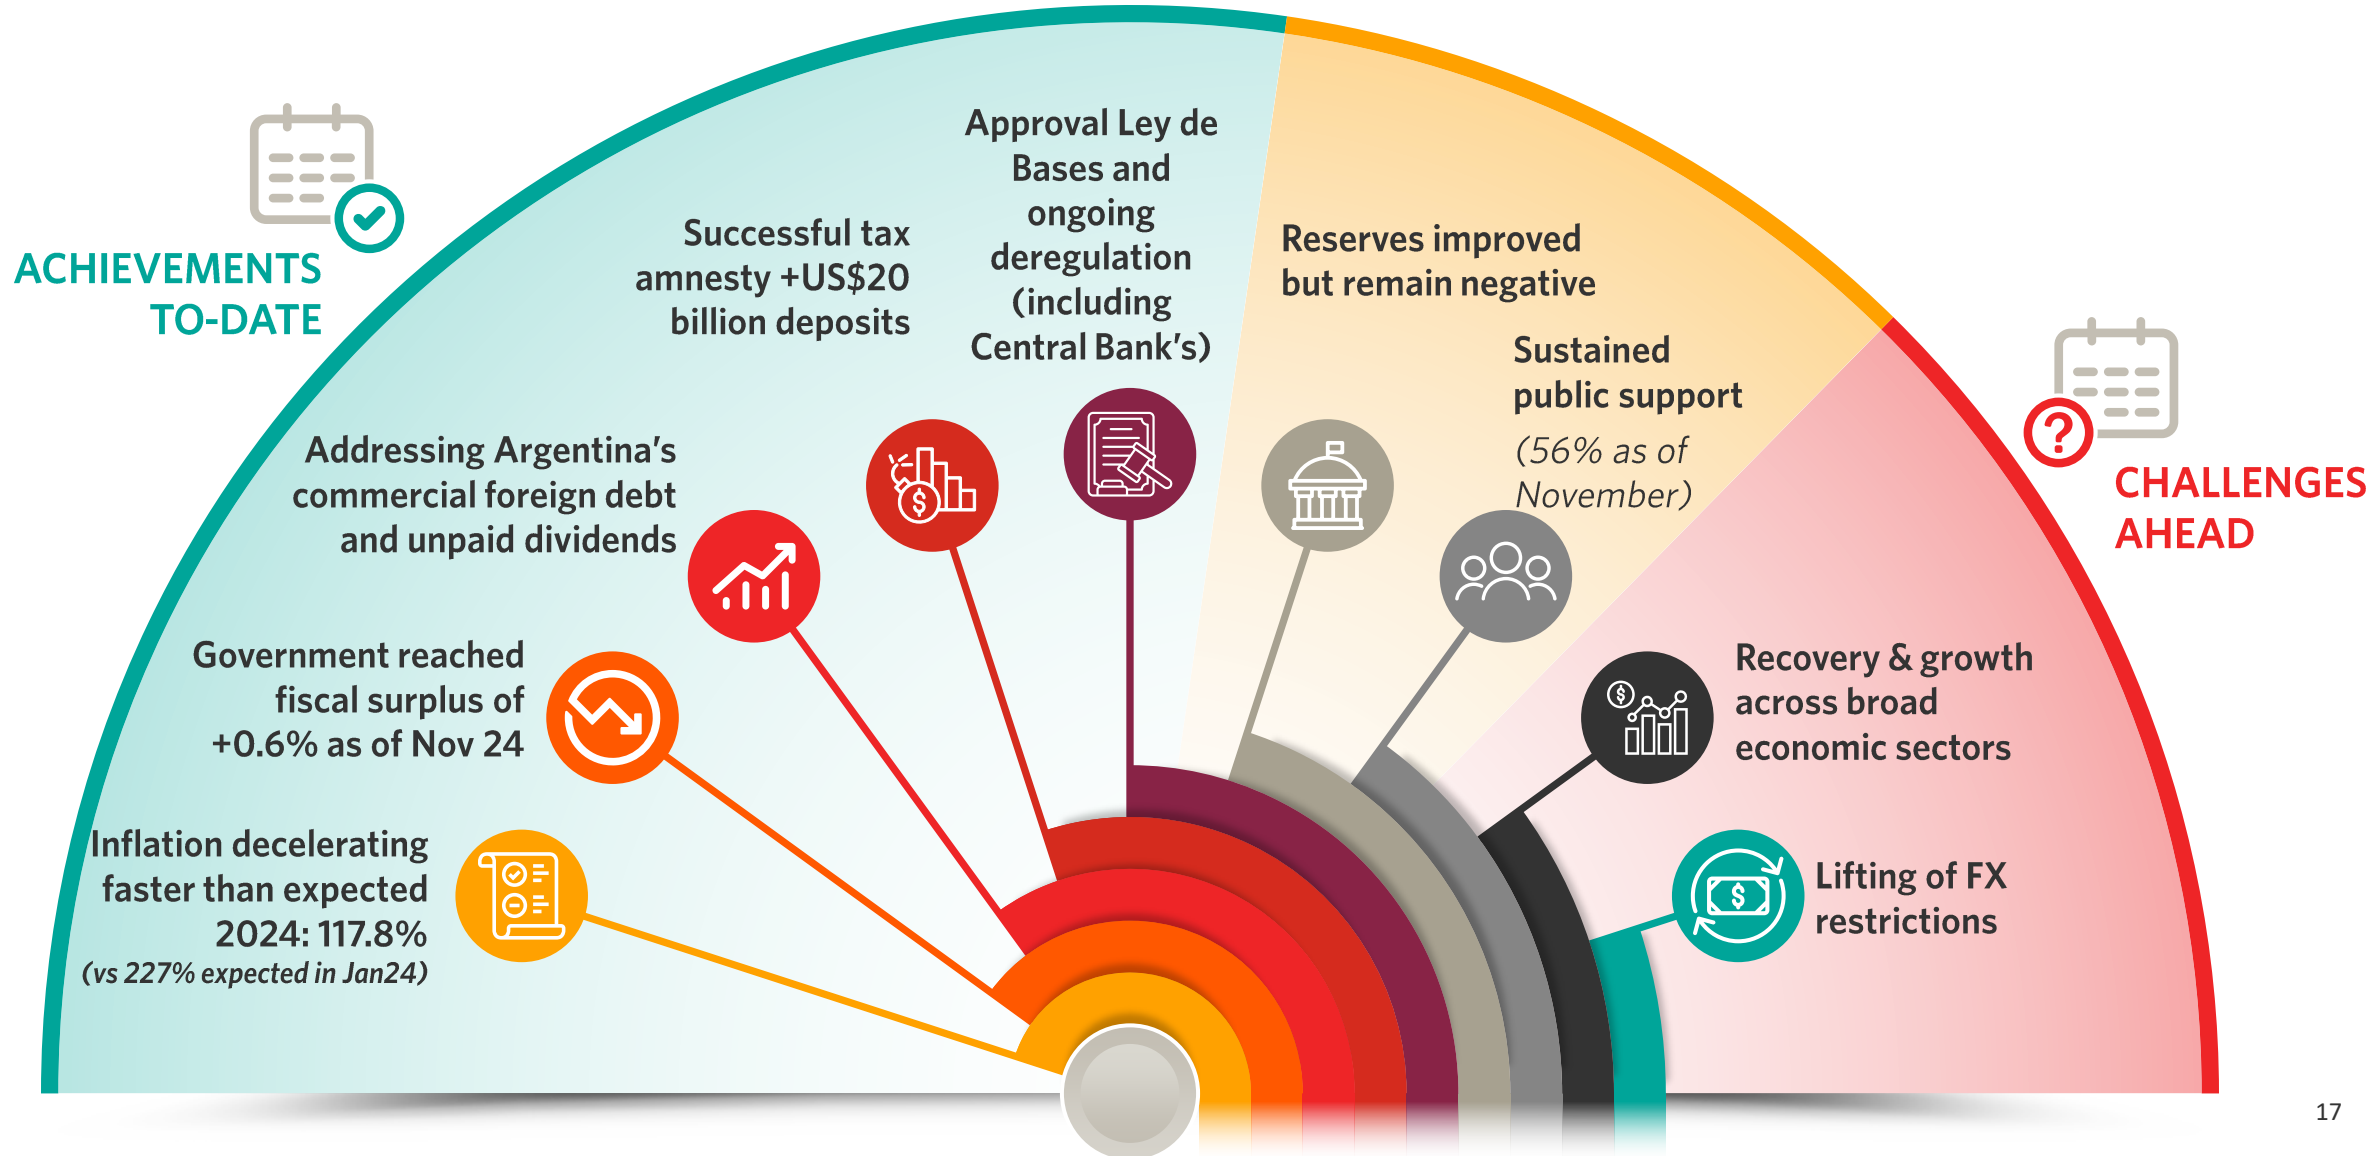 ACHIEVEMENTS
TO-DATE
Inflation decelerating
faster than expected
2024: 117.8%
(vs 227% expected in Jan24)
Government reached
fiscal surplus of
+0.6% as of Nov 24
Addressing Argentina’s
commercial foreign debt
and unpaid dividends
Successful tax
amnesty +US$20
billion deposits
Approval Ley de
Bases and
ongoing
deregulation
(including
Central Bank’s)
Reserves improved
but remain negative
Sustained
public support
(56% as of
November)
CHALLENGES
AHEAD
Recovery & growth
across broad
economic sectors
Lifting of FX
restrictions
17